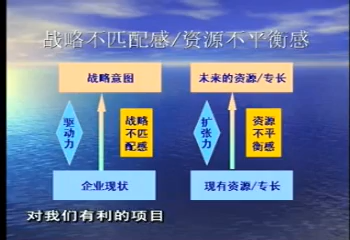 战略不匹配感/资源不平衡感
战略意图
未来的资源/专长
驱动力
战略
不匹
配感
扩张力
资源
不平
衡感
企业现状
现有资源/专长
对我们有利的项目